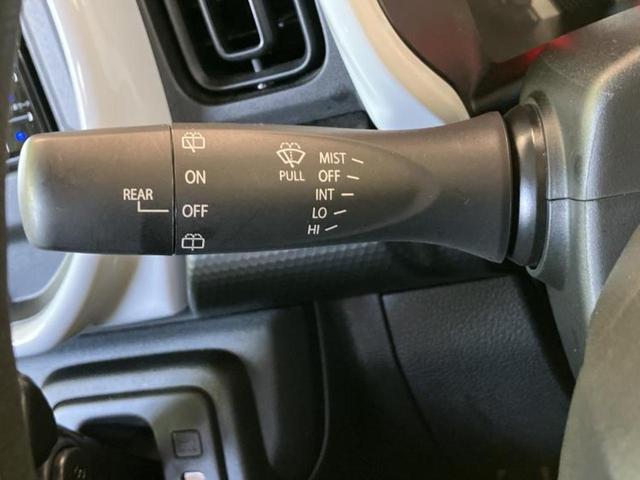 REAR
ON
OFF
PULL
MIST
OFF
INT
LO
HI